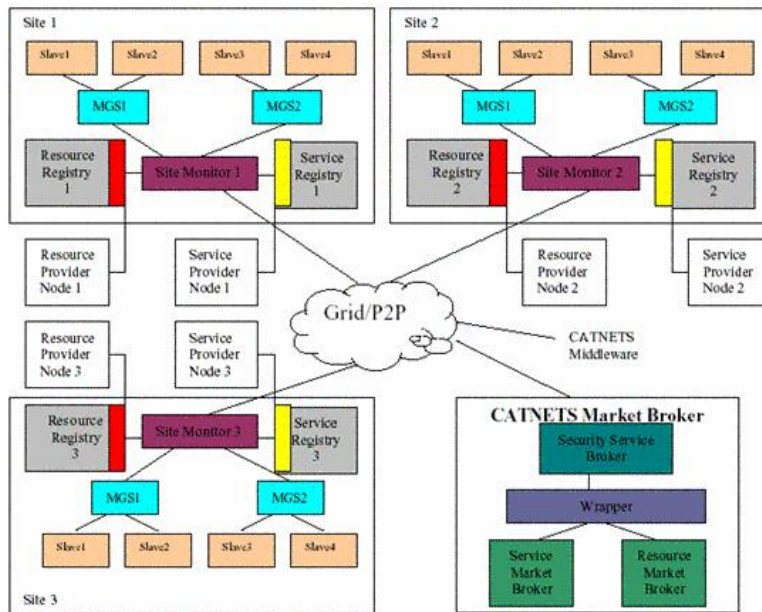 Site 1
Slave1
Slave2
Slave3
Slave4
MGS1
MGS2
Resource
Registry
1
Site Monitor 1
Service
Registry
1
Resource
Provider
Node 1
Service
Provider
Node 1
Site 2
Slave1
Slave2
Slave3
Slave4
MGS1
MGS2
Resource
Registry
2
Site Monitor 2
Service
Registry
2
Resource
Provider
Node 2
Service
Provider
Node 2
Grid/P2P
CATNETS
Middleware
Resource
Provider
Node 3
Service
Provider
Node 3
Resource
Registry
3
Site Monitor 3
Service
Registry
3
MGS1
MGS2
Slave1
Slave2
Slave3
Slave4
Site 3
CATNETS Market Broker
Security Service
Broker
Wrapper
Service
Market
Broker
Resource
Market
Broker